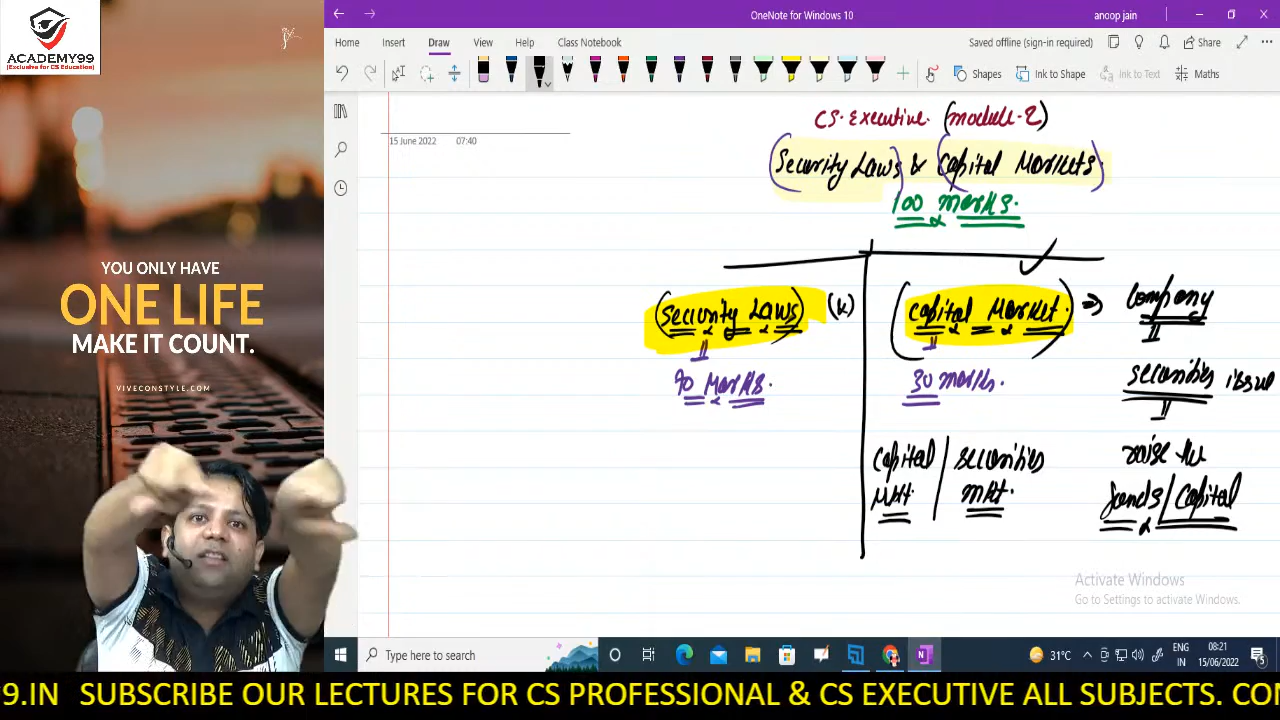 ACADEMY99
(Exclusive for CS Education)
YOU ONLY HAVE
ONE LIFE
MAKE IT COUNT.
VIVECONSTYLE.COM
OneNote for Windows 10
anoop jain
Home Insert Draw View Help Class Notebook
Saved offline (sign-in required)
Share
Shapes
Ink to Shape
Ink to Text
Maths
15 June 2022 07:40
CS. Executive. (Module-2)
(Security Laws) & (Capital Markets)
100 marks.
(Security Laws) (k)
70 Marks.
(Capital Market.) ⇒ Company
30 marks.
securities issue
Capital Mkt. | securities mkt.
raise the
funds/Capital
Activate Windows
Go to Settings to activate Windows.
Type here to search
31°C
ENG
IN
08:21
15/06/2022
5
9.IN SUBSCRIBE OUR LECTURES FOR CS PROFESSIONAL & CS EXECUTIVE ALL SUBJECTS. CON